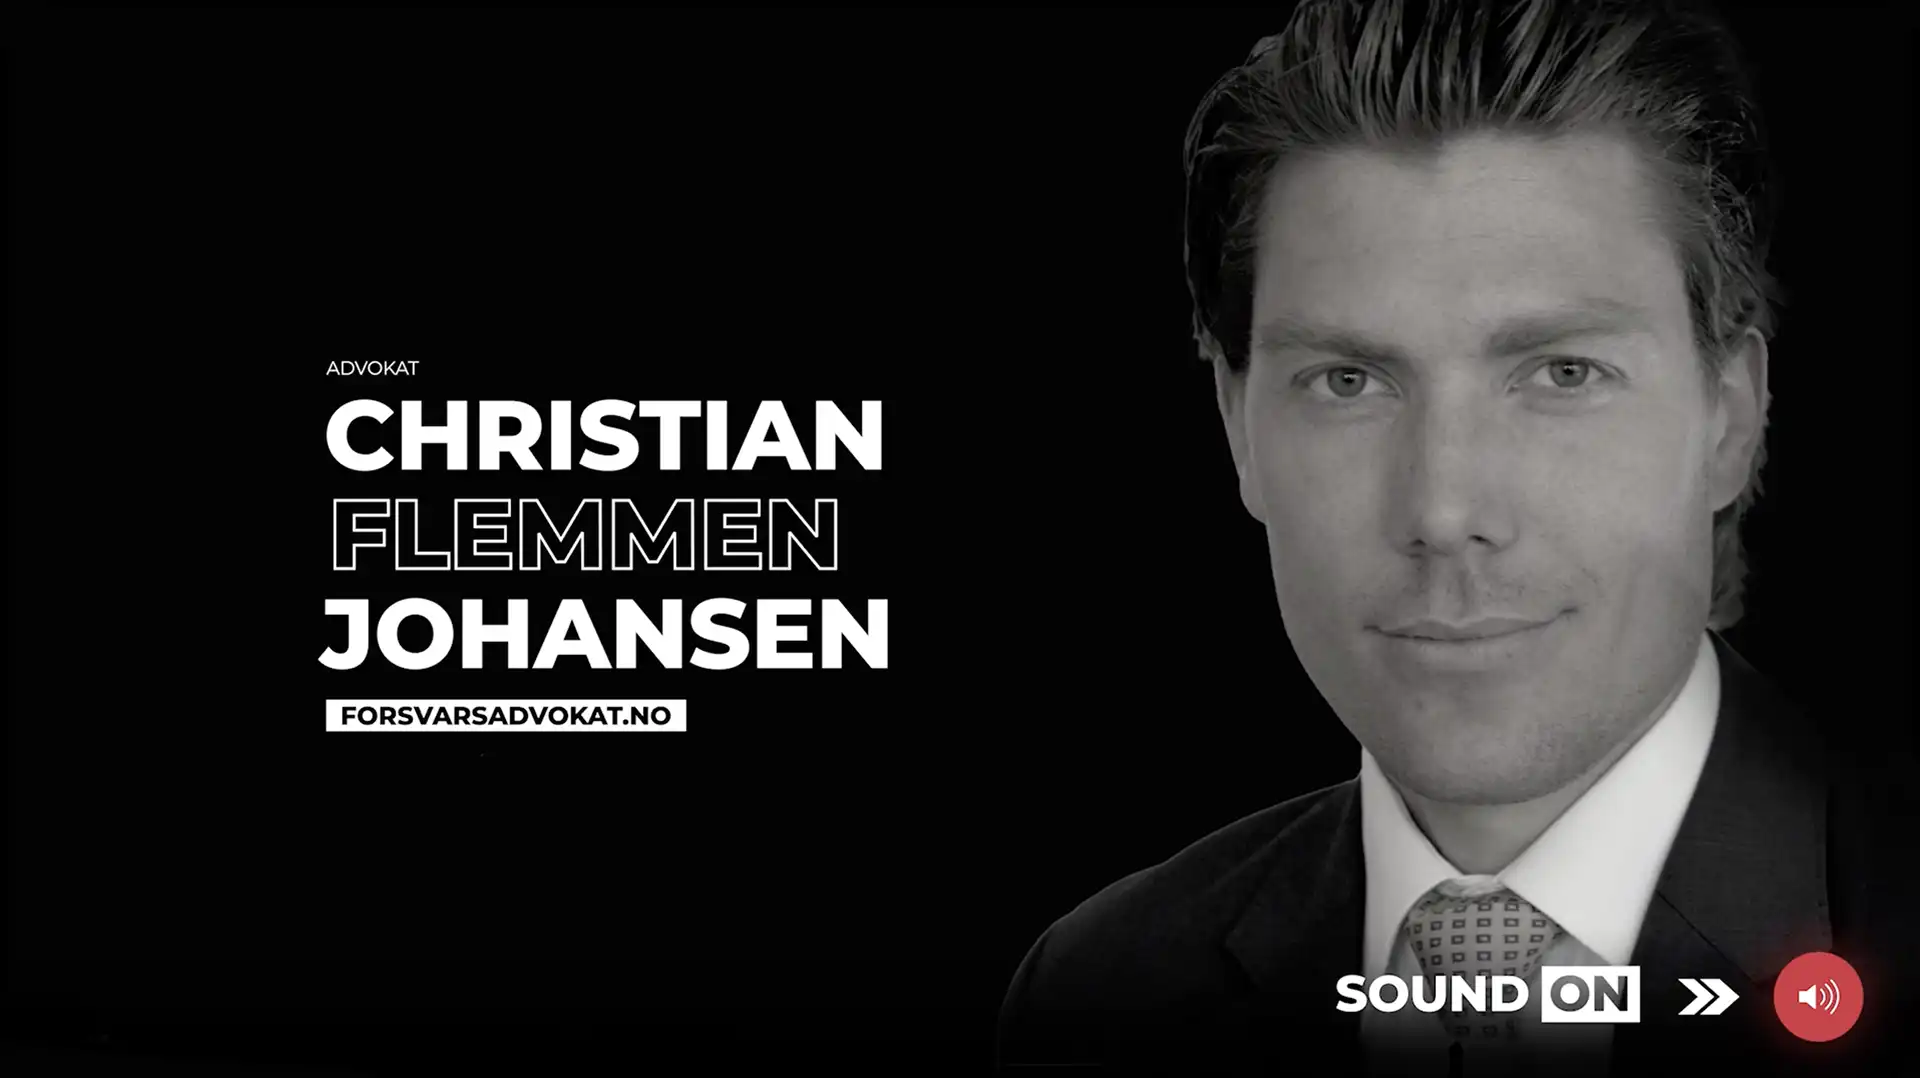 ADVOKAT
CHRISTIAN
FLEMMEN
JOHANSEN
FORSVARSADVOKAT.NO
SOUND ON